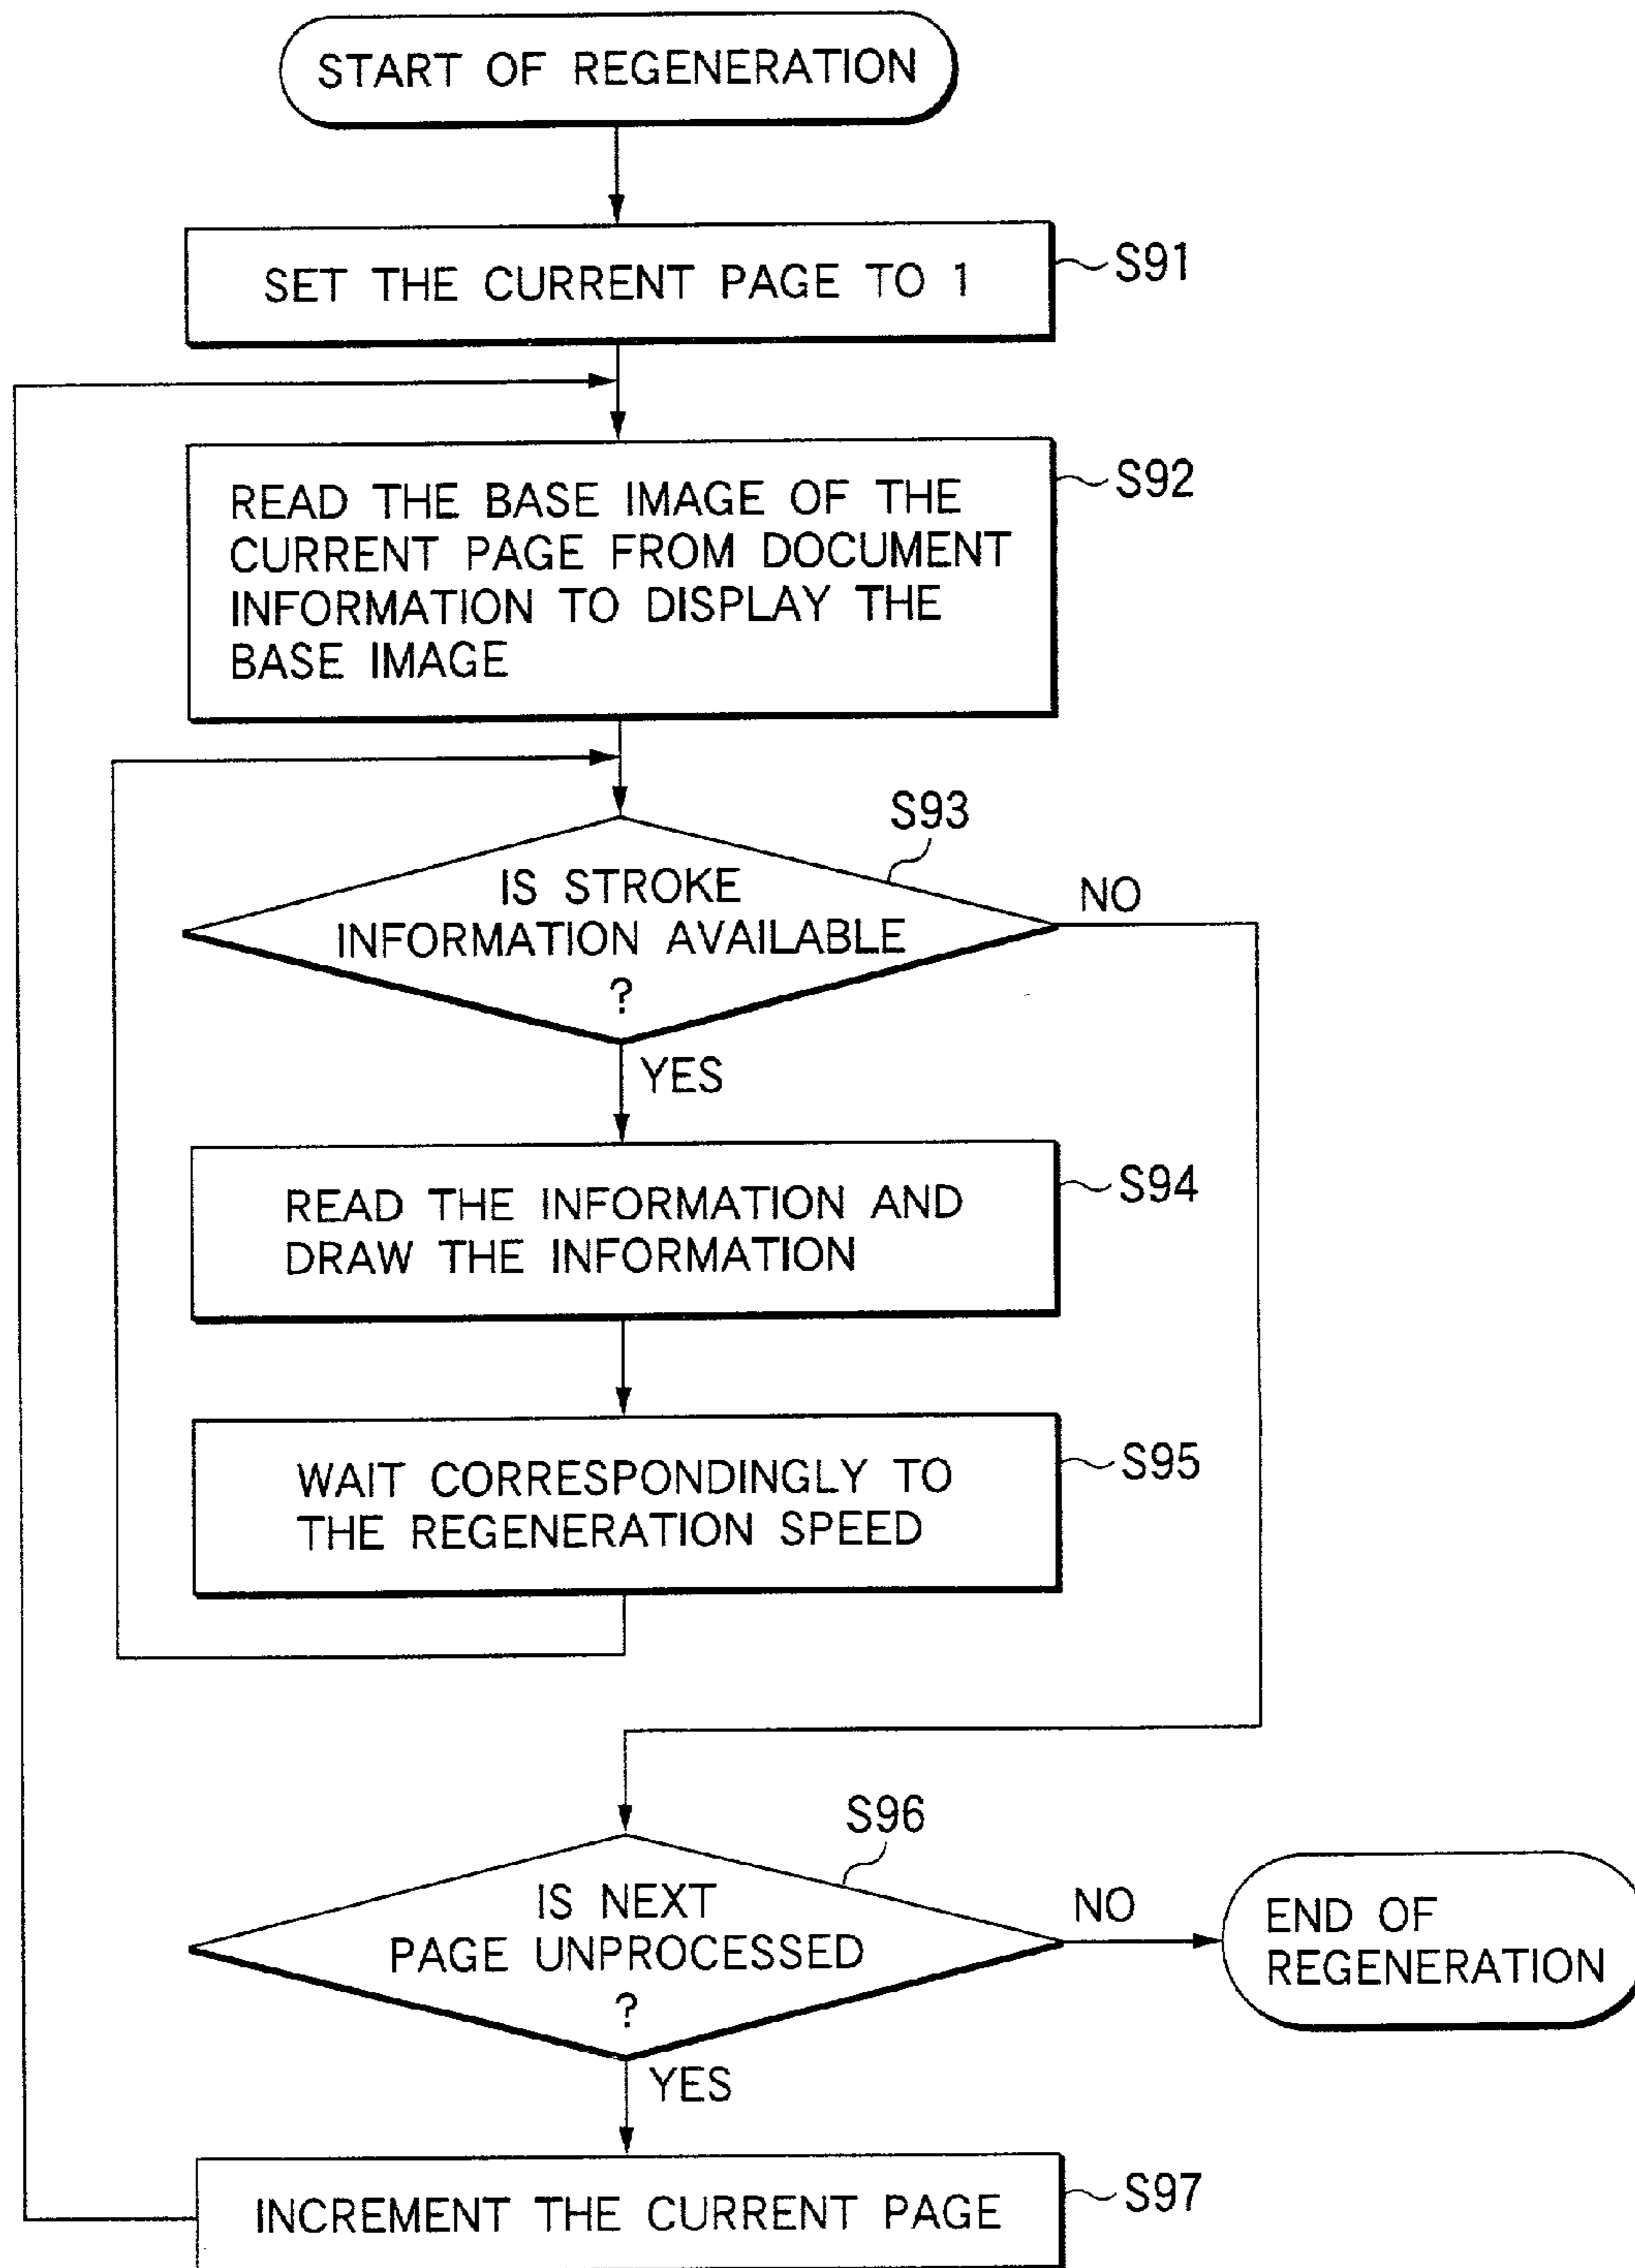 START OF REGENERATION
SET THE CURRENT PAGE TO 1
S91
READ THE BASE IMAGE OF THE
CURRENT PAGE FROM DOCUMENT
INFORMATION TO DISPLAY THE
BASE IMAGE
S92
S93
IS STROKE
INFORMATION AVAILABLE
?
NO
YES
READ THE INFORMATION AND
DRAW THE INFORMATION
S94
WAIT CORRESPONDINGLY TO
THE REGENERATION SPEED
S95
S96
IS NEXT
PAGE UNPROCESSED
?
NO
END OF
REGENERATION
YES
INCREMENT THE CURRENT PAGE
S97